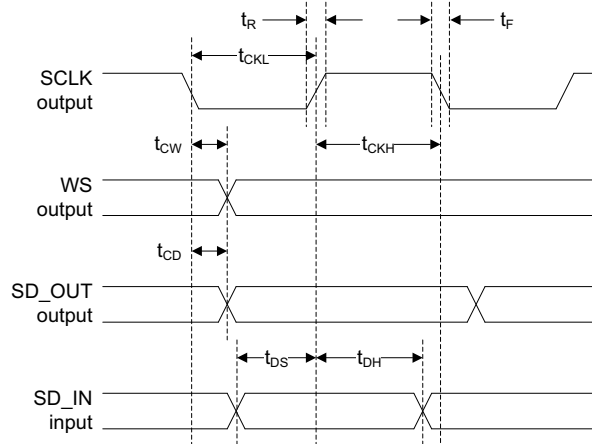 tR
tF
tCKL
SCLK
output
tCW
tCKH
WS
output
tCD
SD_OUT
output
tDS
tDH
SD_IN
input